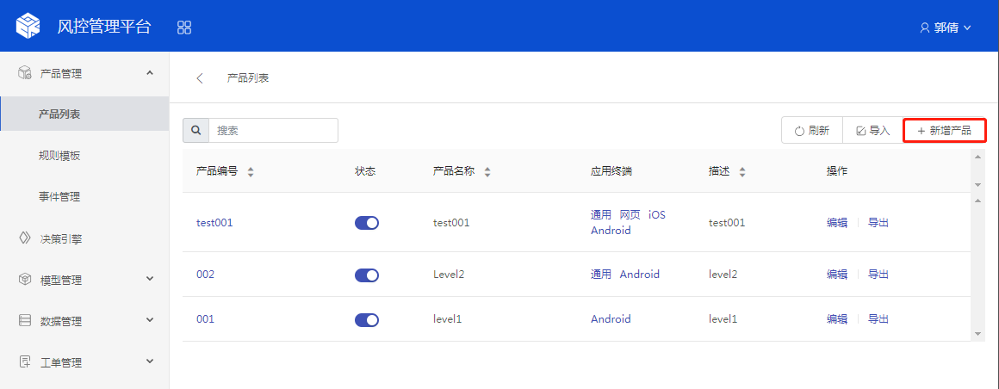 风控管理平台
郭倩
产品管理
产品列表
规则模板
事件管理
决策引擎
模型管理
数据管理
工单管理
产品列表
搜索
刷新 导入 + 新增产品
产品编号 状态 产品名称 应用终端 描述 操作
test001 test001 通用 网页 iOS Android test001 编辑 导出
002 Level2 通用 Android level2 编辑 导出
001 level1 Android level1 编辑 导出